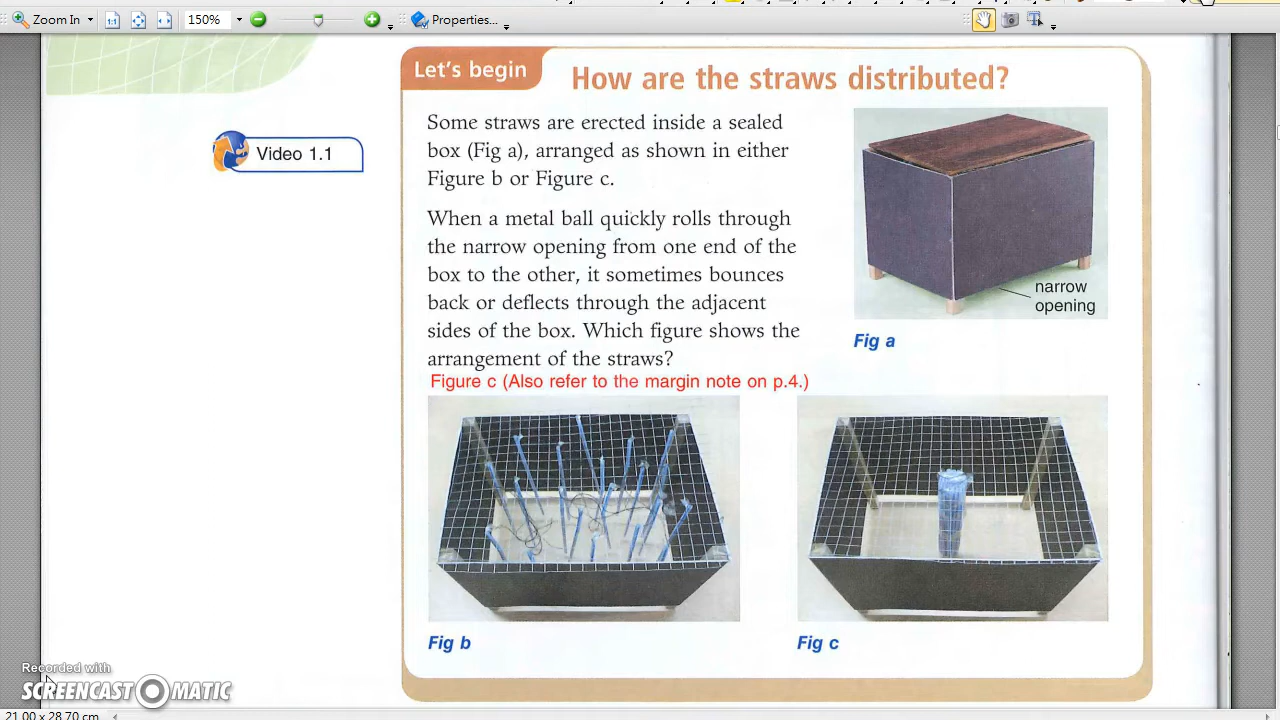 Zoom In
150%
Properties...
Let's begin
How are the straws distributed?
Some straws are erected inside a sealed
box (Fig a), arranged as shown in either
Figure b or Figure c.
Video 1.1
When a metal ball quickly rolls through
the narrow opening from one end of the
box to the other, it sometimes bounces
back or deflects through the adjacent
sides of the box. Which figure shows the
arrangement of the straws?
narrow
opening
Fig a
Figure c (Also refer to the margin note on p.4.)
Fig b
Fig c
Recorded with
SCREENCAST O MATIC
21.00 x 28.70 cm